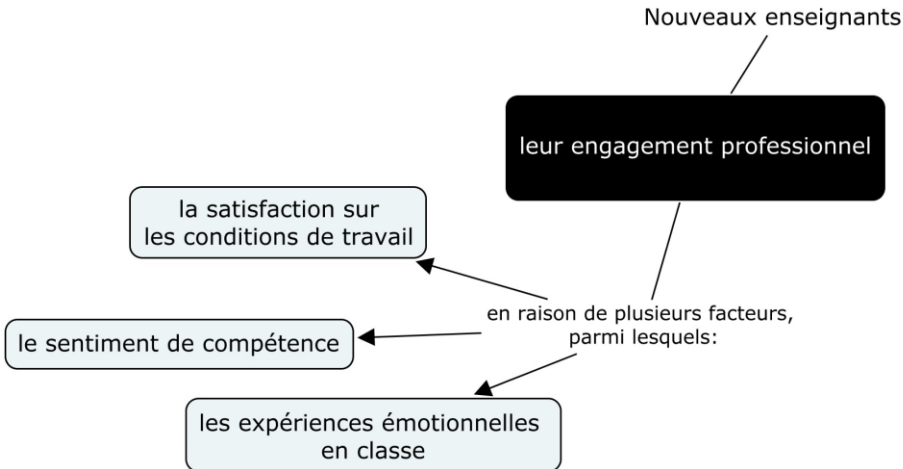 Nouveaux enseignants
leur engagement professionnel
la satisfaction sur
les conditions de travail
en raison de plusieurs facteurs,
parmi lesquels:
le sentiment de compétence
les expériences émotionnelles
en classe